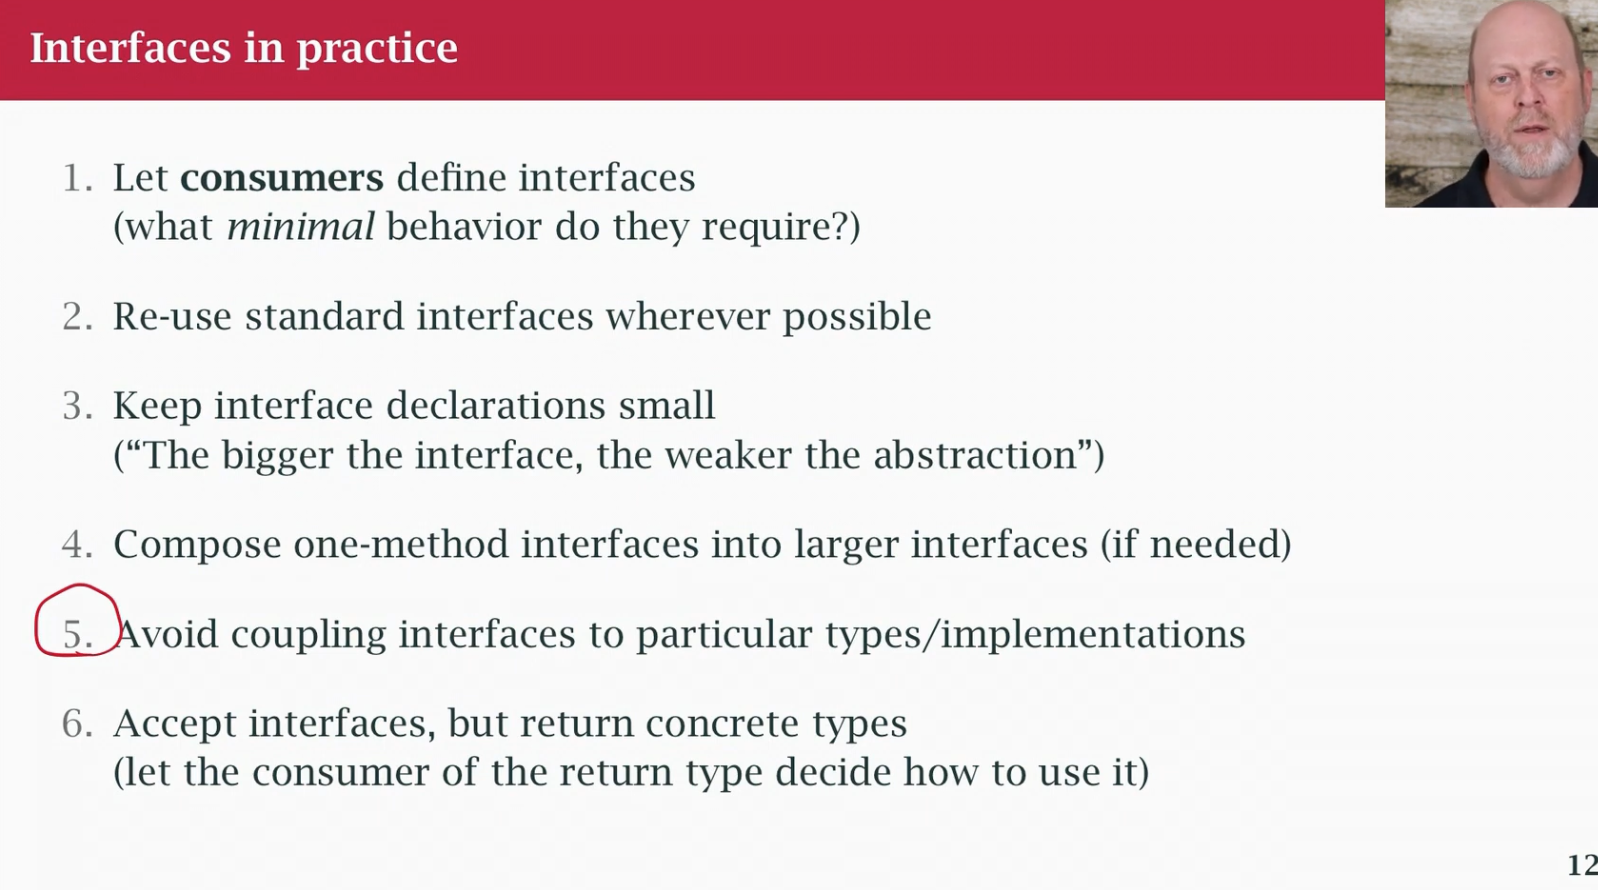 Interfaces in practice
1. Let consumers define interfaces
(what minimal behavior do they require?)
2. Re-use standard interfaces wherever possible
3. Keep interface declarations small
(“The bigger the interface, the weaker the abstraction”)
4. Compose one-method interfaces into larger interfaces (if needed)
5. Avoid coupling interfaces to particular types/implementations
6. Accept interfaces, but return concrete types
(let the consumer of the return type decide how to use it)
12